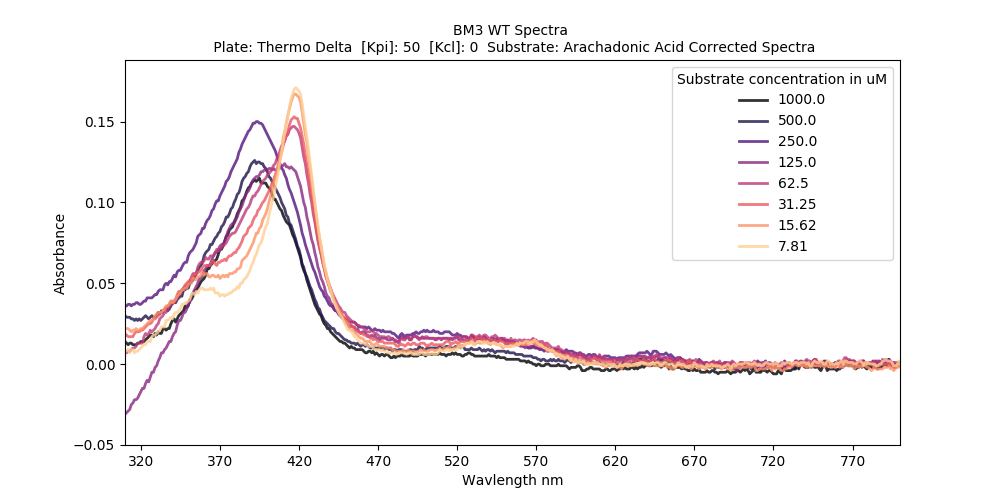 BM3 WT Spectra
Plate: Thermo Delta  [Kpi]: 50  [Kcl]: 0  Substrate: Arachadonic Acid Corrected Spectra
Substrate concentration in uM
1000.0
500.0
250.0
125.0
62.5
31.25
15.62
7.81
Absorbance
0.15
0.10
0.05
0.00
−0.05
320 370 420 470 520 570 620 670 720 770
Wavlength nm